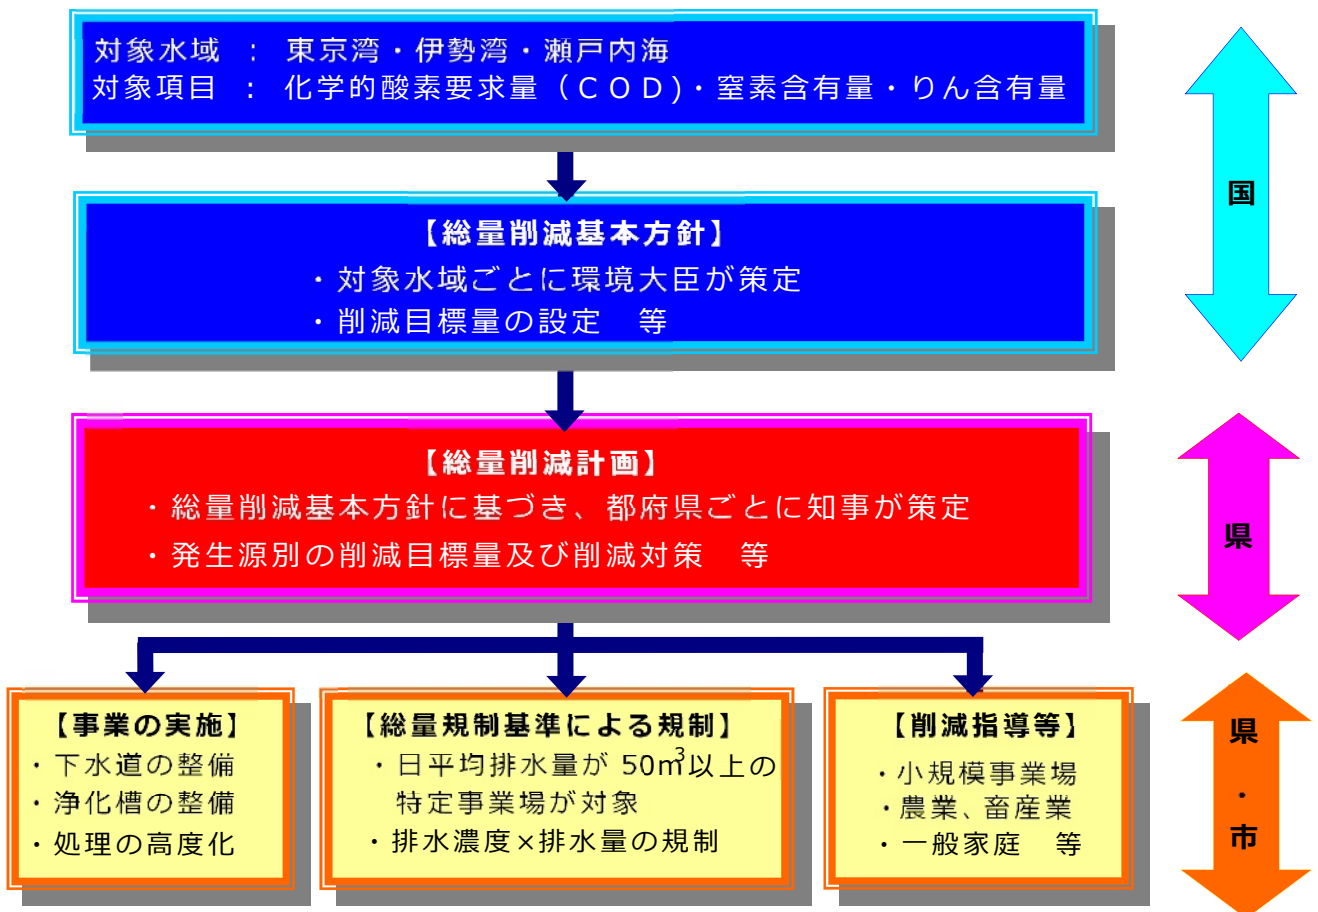 対象水域 : 東京湾・伊勢湾・瀬戸内海
対象項目 : 化学的酸素要求量(COD)・窒素含有量・りん含有量
国
【総量削減基本方針】
・対象水域ごとに環境大臣が策定
・削減目標量の設定 等
【総量削減計画】
・総量削減基本方針に基づき、都府県ごとに知事が策定
・発生源別の削減目標量及び削減対策 等
県
【事業の実施】
・下水道の整備
・浄化槽の整備
・処理の高度化
【総量規制基準による規制】
・日平均排水量が 50m³以上の
特定事業場が対象
・排水濃度×排水量の規制
【削減指導等】
・小規模事業場
・農業、畜産業
・一般家庭 等
県
・
市